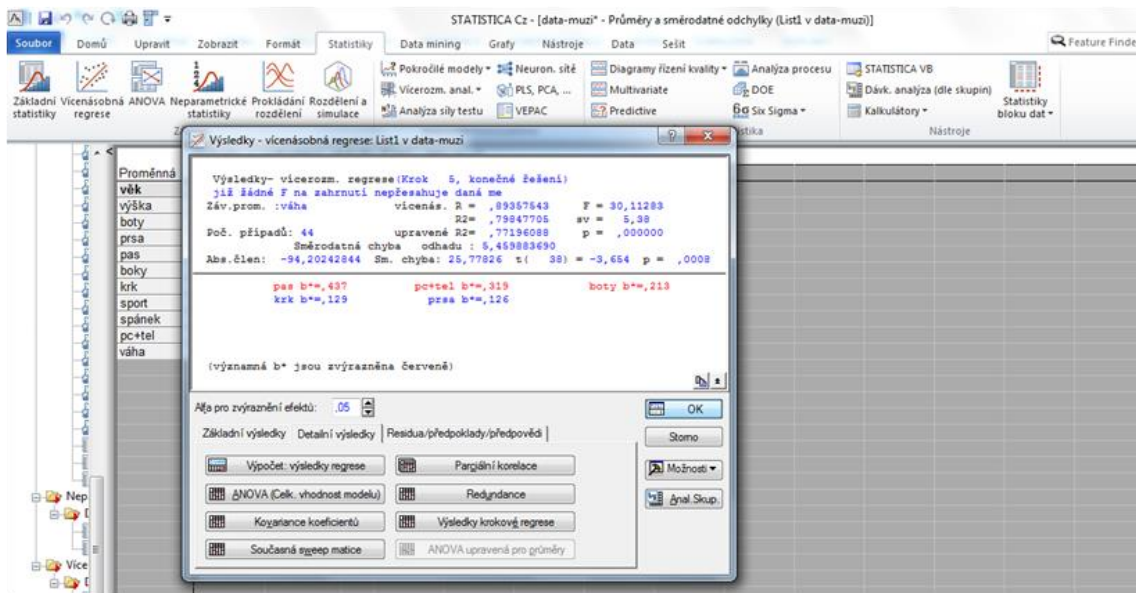 STATISTICA Cz - [data-muzi* - Průměry a směrodatné odchylky (List1 v data-muzi)]
Soubor Domů Upravit Zobrazit Formát Statistiky Data mining Grafy Nástroje Data Sešit Feature Finde
Základní statistiky
Vícenásobná regrese
ANOVA
Neparametrické statistiky
Prokládání rozdělení
Rozdělení a simulace
Pokročilé modely
Vícerozm. anal.
Analýza síly testu
Neuron. sítě
PLS, PCA, ...
VEPAC
Diagramy řízení kvality
Multivariate
Predictive
Analýza procesu
DOE
Six Sigma
STATISTICA VB
Dávk. analýza (dle skupin)
Kalkulátory
Statistiky bloku dat
Nástroje
Proměnná
věk
výška
boty
prsa
pas
boky
krk
sport
spánek
pc+tel
váha
Nep
Více
Výsledky - vícenásobná regrese: List1 v data-muzi
Výsledky- vícerozm. regrese(Krok 5, konečné řešení)
již žádné F na zahrnutí nepřesahuje daná me
Záv.prom. :váha vícenás. R = ,89357543 F = 30,11283
R2= ,79847705 sv = 5,38
Poč. případů: 44 upravené R2= ,77196088 p = ,000000
Směrodatná chyba odhadu : 5,459883690
Abs.člen: -94,20242844 Sm. chyba: 25,77826 t( 38) = -3,654 p = ,0008
pas b*=,437 pc+tel b*=,319 boty b*=,213
krk b*=,129 prsa b*=,126
(významná b* jsou zvýrazněna červeně)
Alfa pro zvýraznění efektů: ,05
OK
Základní výsledky Detailní výsledky Residua/předpoklady/předpovědi
Storno
Výpočet: výsledky regrese Parciální korelace
Možnosti
ANOVA (Celk. vhodnost modelu) Redundance
Anal.Skup.
Kovariance koeficientů Výsledky krokové regrese
Současná sweep matice ANOVA upravená pro průměry